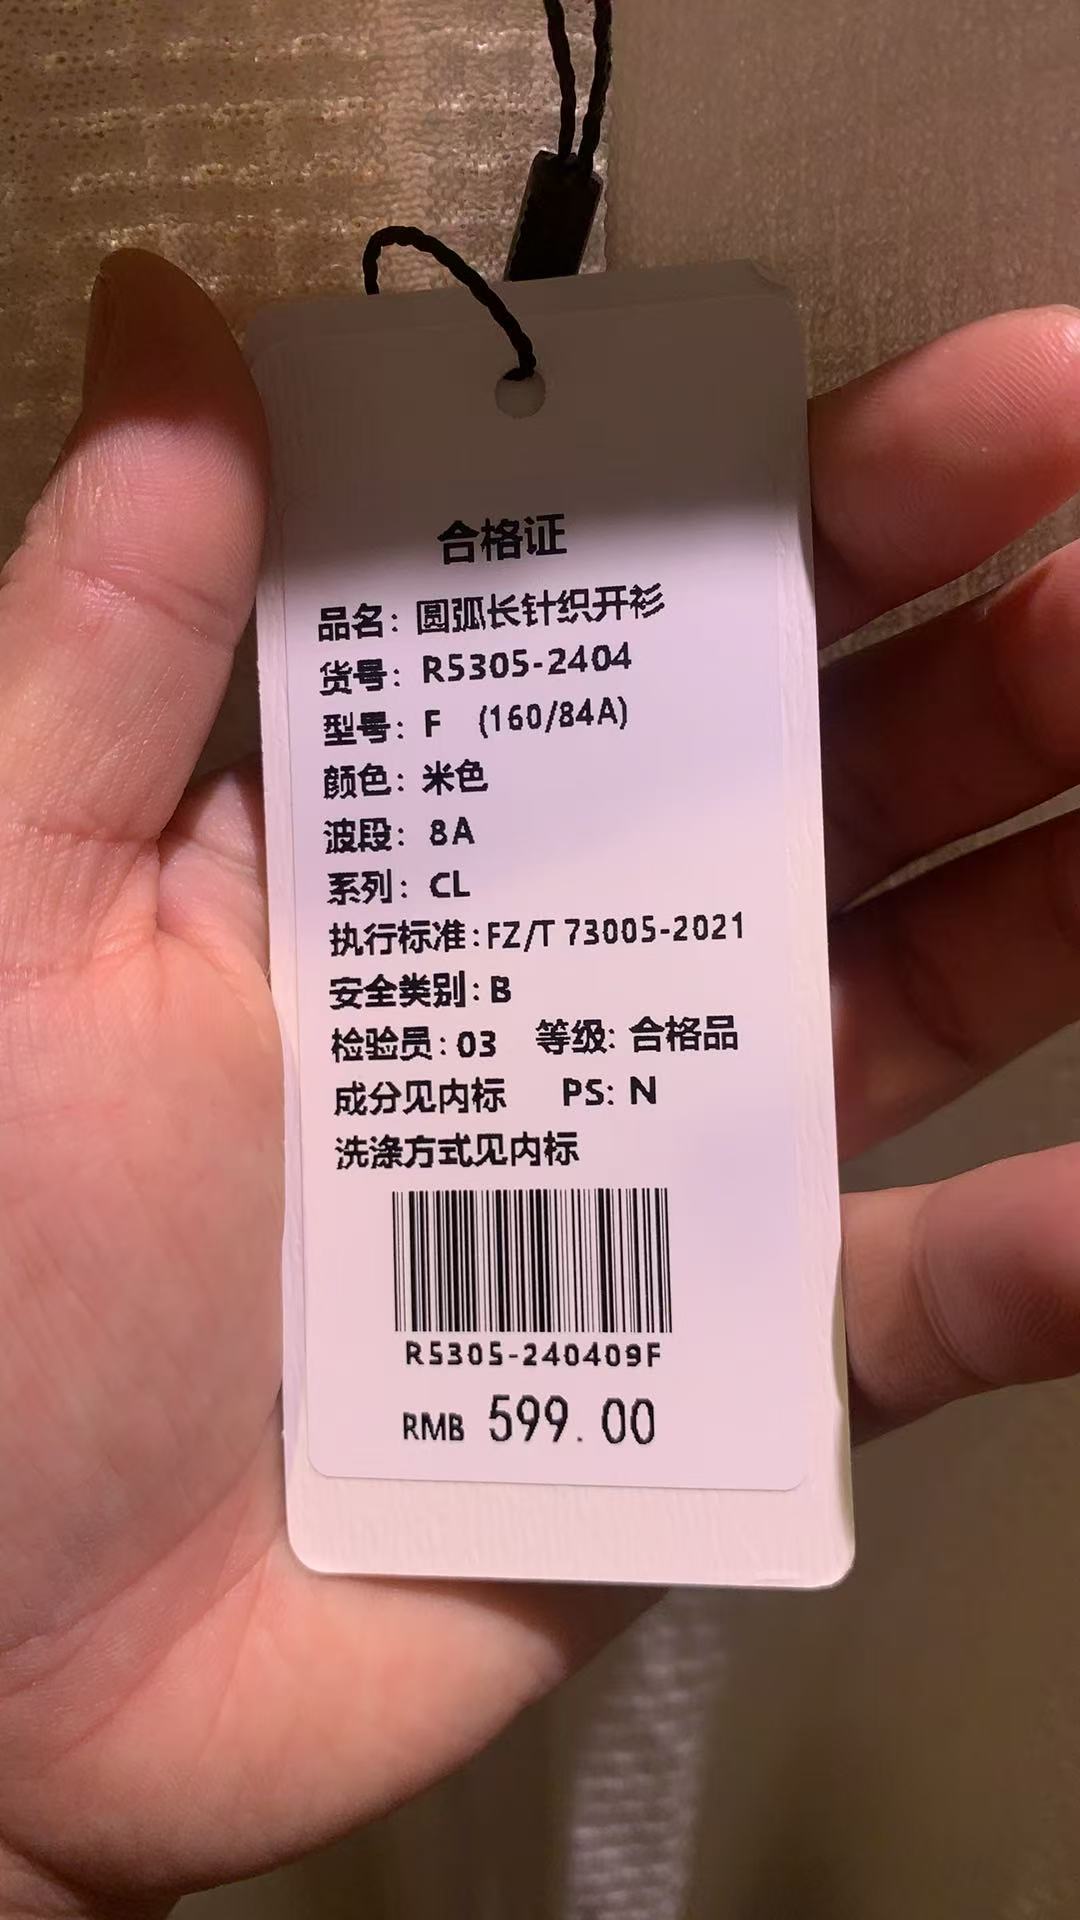 合格证
品名：圆弧长针织开衫
货号：R5305-2404
型号：F (160/84A)
颜色：米色
波段：8A
系列：CL
执行标准:FZ/T 73005-2021
安全类别:B
检验员:03 等级:合格品
成分见内标 PS: N
洗涤方式见内标
R5305-240409F
RMB 599.00